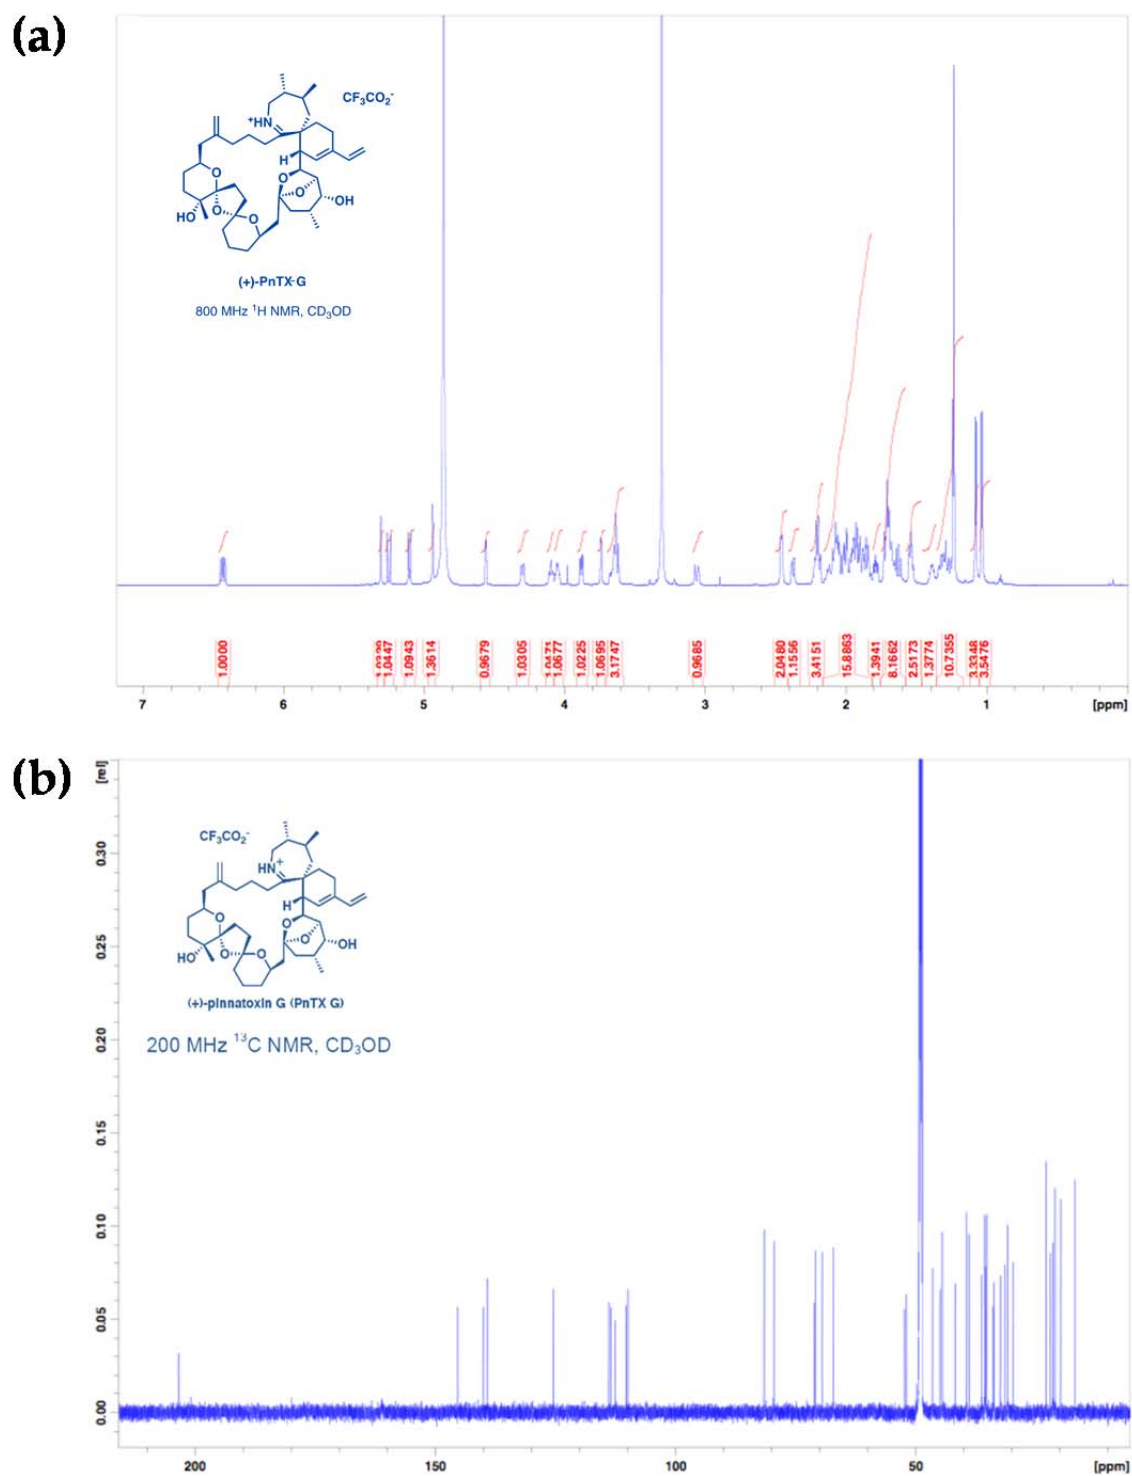 (a)
CF₃CO₂⁻
⁺HN
H
O
O
O
OH
HO
O
O
(+)-PnTX-G
800 MHz ¹H NMR, CD₃OD
1.0000
1.0447
1.0943
1.3614
0.9679
1.0305
1.0471
1.0677
1.0225
1.0695
3.1747
0.9685
2.0480
1.1556
3.4151
15.8863
1.3941
8.1662
2.5173
1.3774
10.7355
3.3348
3.5476
7 6 5 4 3 2 1 [ppm]
(b)
[rel]
CF₃CO₂⁻
HN⁺
H
O
O
O
OH
HO
O
O
(+)-pinnatoxin G (PnTX G)
200 MHz ¹³C NMR, CD₃OD
0.30
0.25
0.20
0.15
0.10
0.05
0.00
200 150 100 50 [ppm]